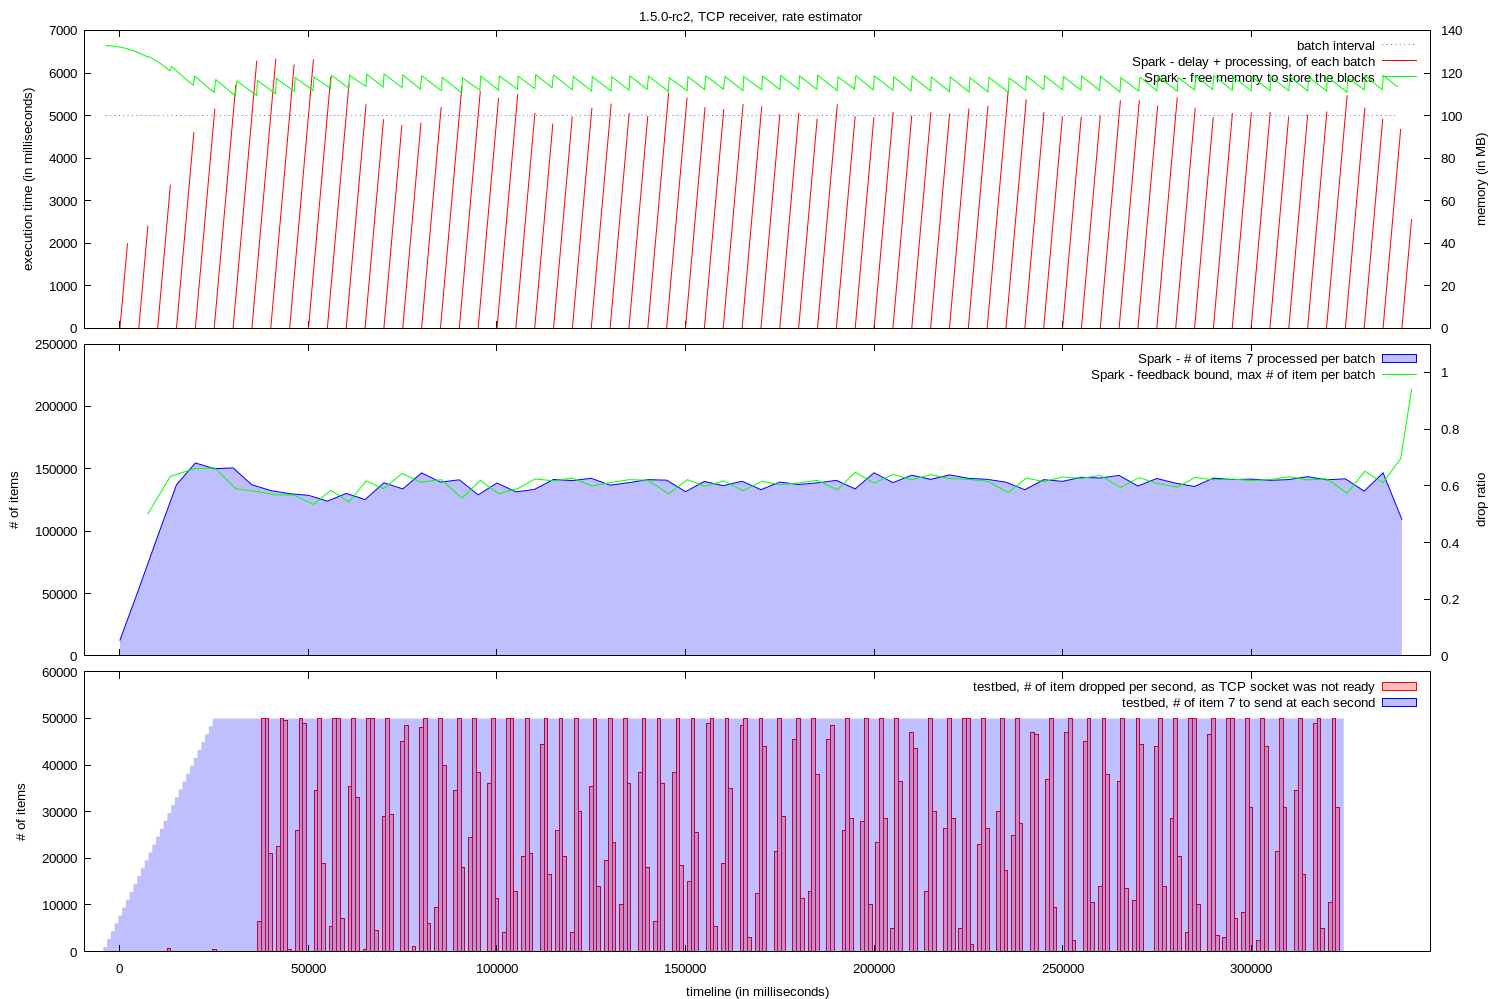 1.5.0-rc2, TCP receiver, rate estimator
7000
6000
5000
4000
3000
2000
1000
0
execution time (in milliseconds)
140
120
100
80
60
40
20
0
memory (in MB)
batch interval
Spark - delay + processing, of each batch
Spark - free memory to store the blocks
250000
200000
150000
100000
50000
0
# of items
1
0.8
0.6
0.4
0.2
0
drop ratio
Spark - # of items 7 processed per batch
Spark - feedback bound, max # of item per batch
60000
50000
40000
30000
20000
10000
0
# of items
testbed, # of item dropped per second, as TCP socket was not ready
testbed, # of item 7 to send at each second
0 50000 100000 150000 200000 250000 300000
timeline (in milliseconds)